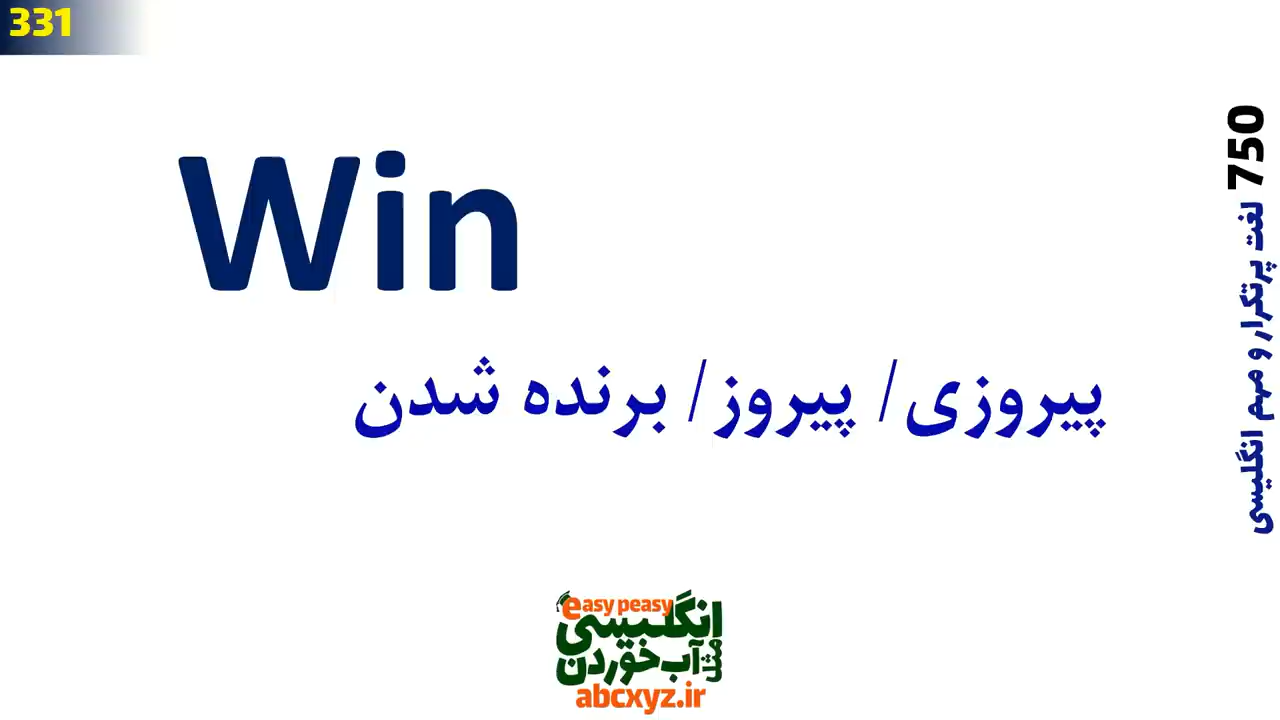 331
Win
پیروزی/ پیروز/ برنده شدن
750 لغت پرتکرار و مهم انگلیسی
easy peasy
انگلیسی
مثل
آب خوردن
abcxyz.ir